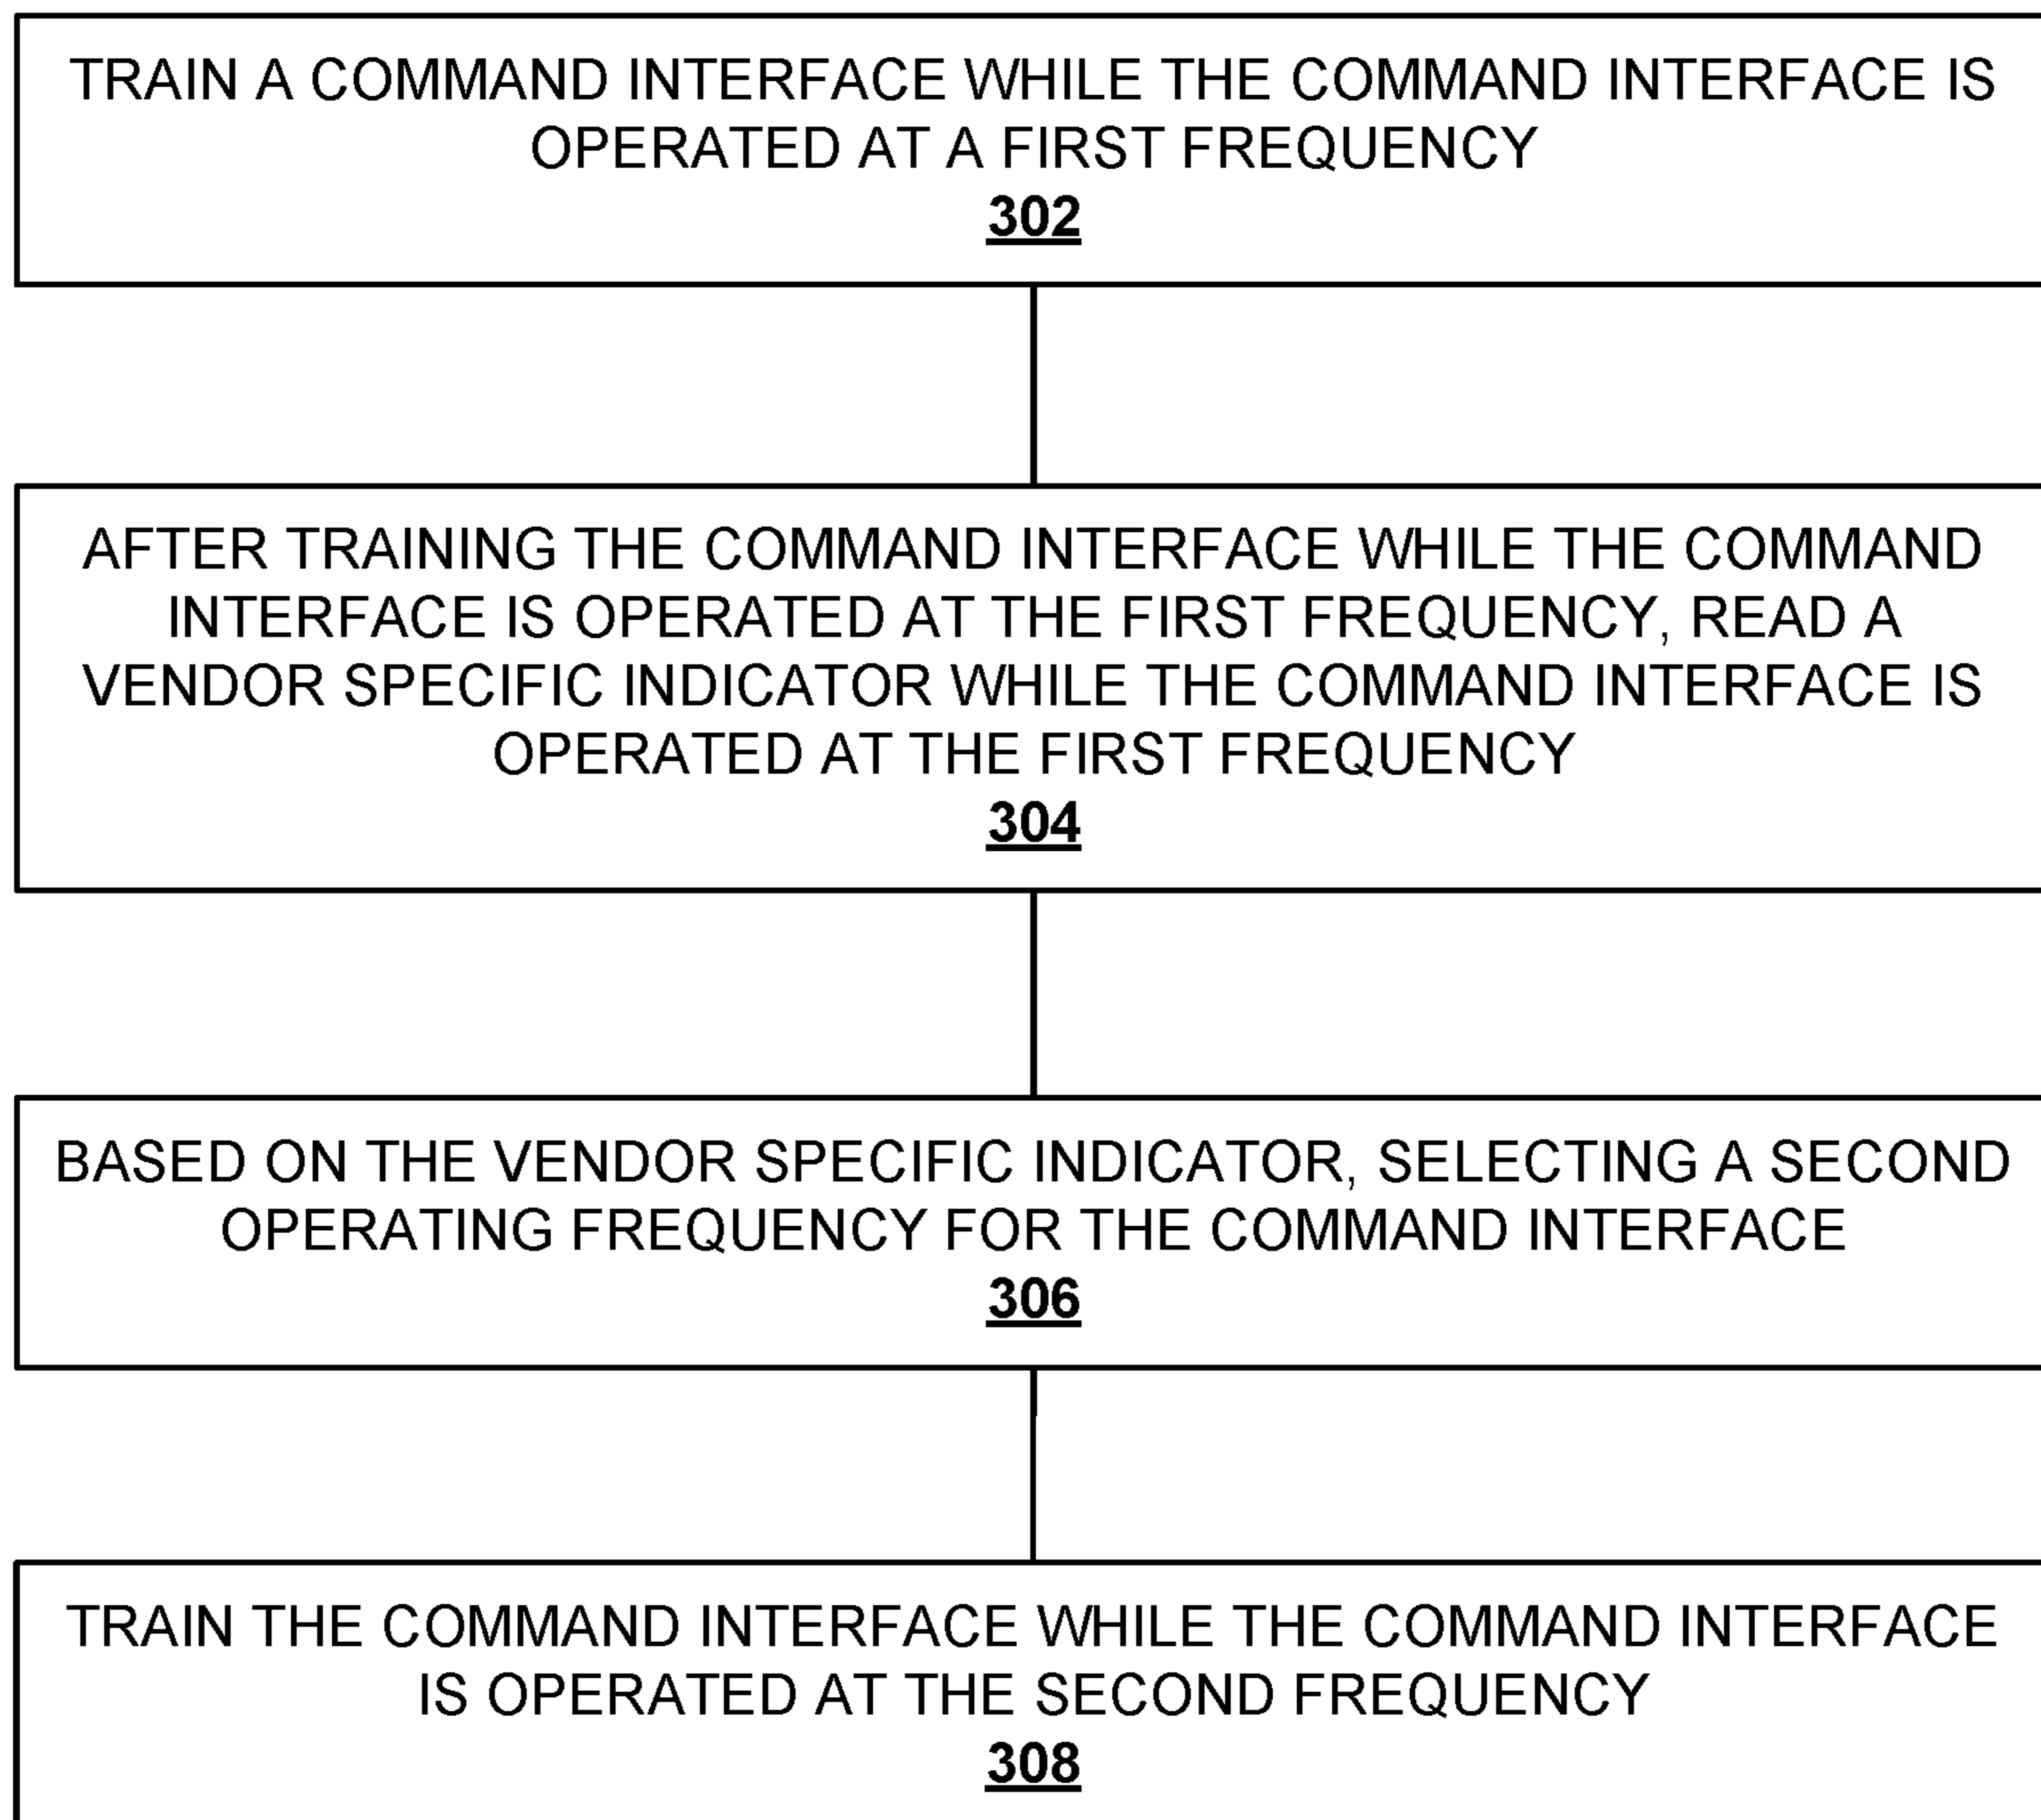 TRAIN A COMMAND INTERFACE WHILE THE COMMAND INTERFACE IS
OPERATED AT A FIRST FREQUENCY
302
AFTER TRAINING THE COMMAND INTERFACE WHILE THE COMMAND
INTERFACE IS OPERATED AT THE FIRST FREQUENCY, READ A
VENDOR SPECIFIC INDICATOR WHILE THE COMMAND INTERFACE IS
OPERATED AT THE FIRST FREQUENCY
304
BASED ON THE VENDOR SPECIFIC INDICATOR, SELECTING A SECOND
OPERATING FREQUENCY FOR THE COMMAND INTERFACE
306
TRAIN THE COMMAND INTERFACE WHILE THE COMMAND INTERFACE
IS OPERATED AT THE SECOND FREQUENCY
308